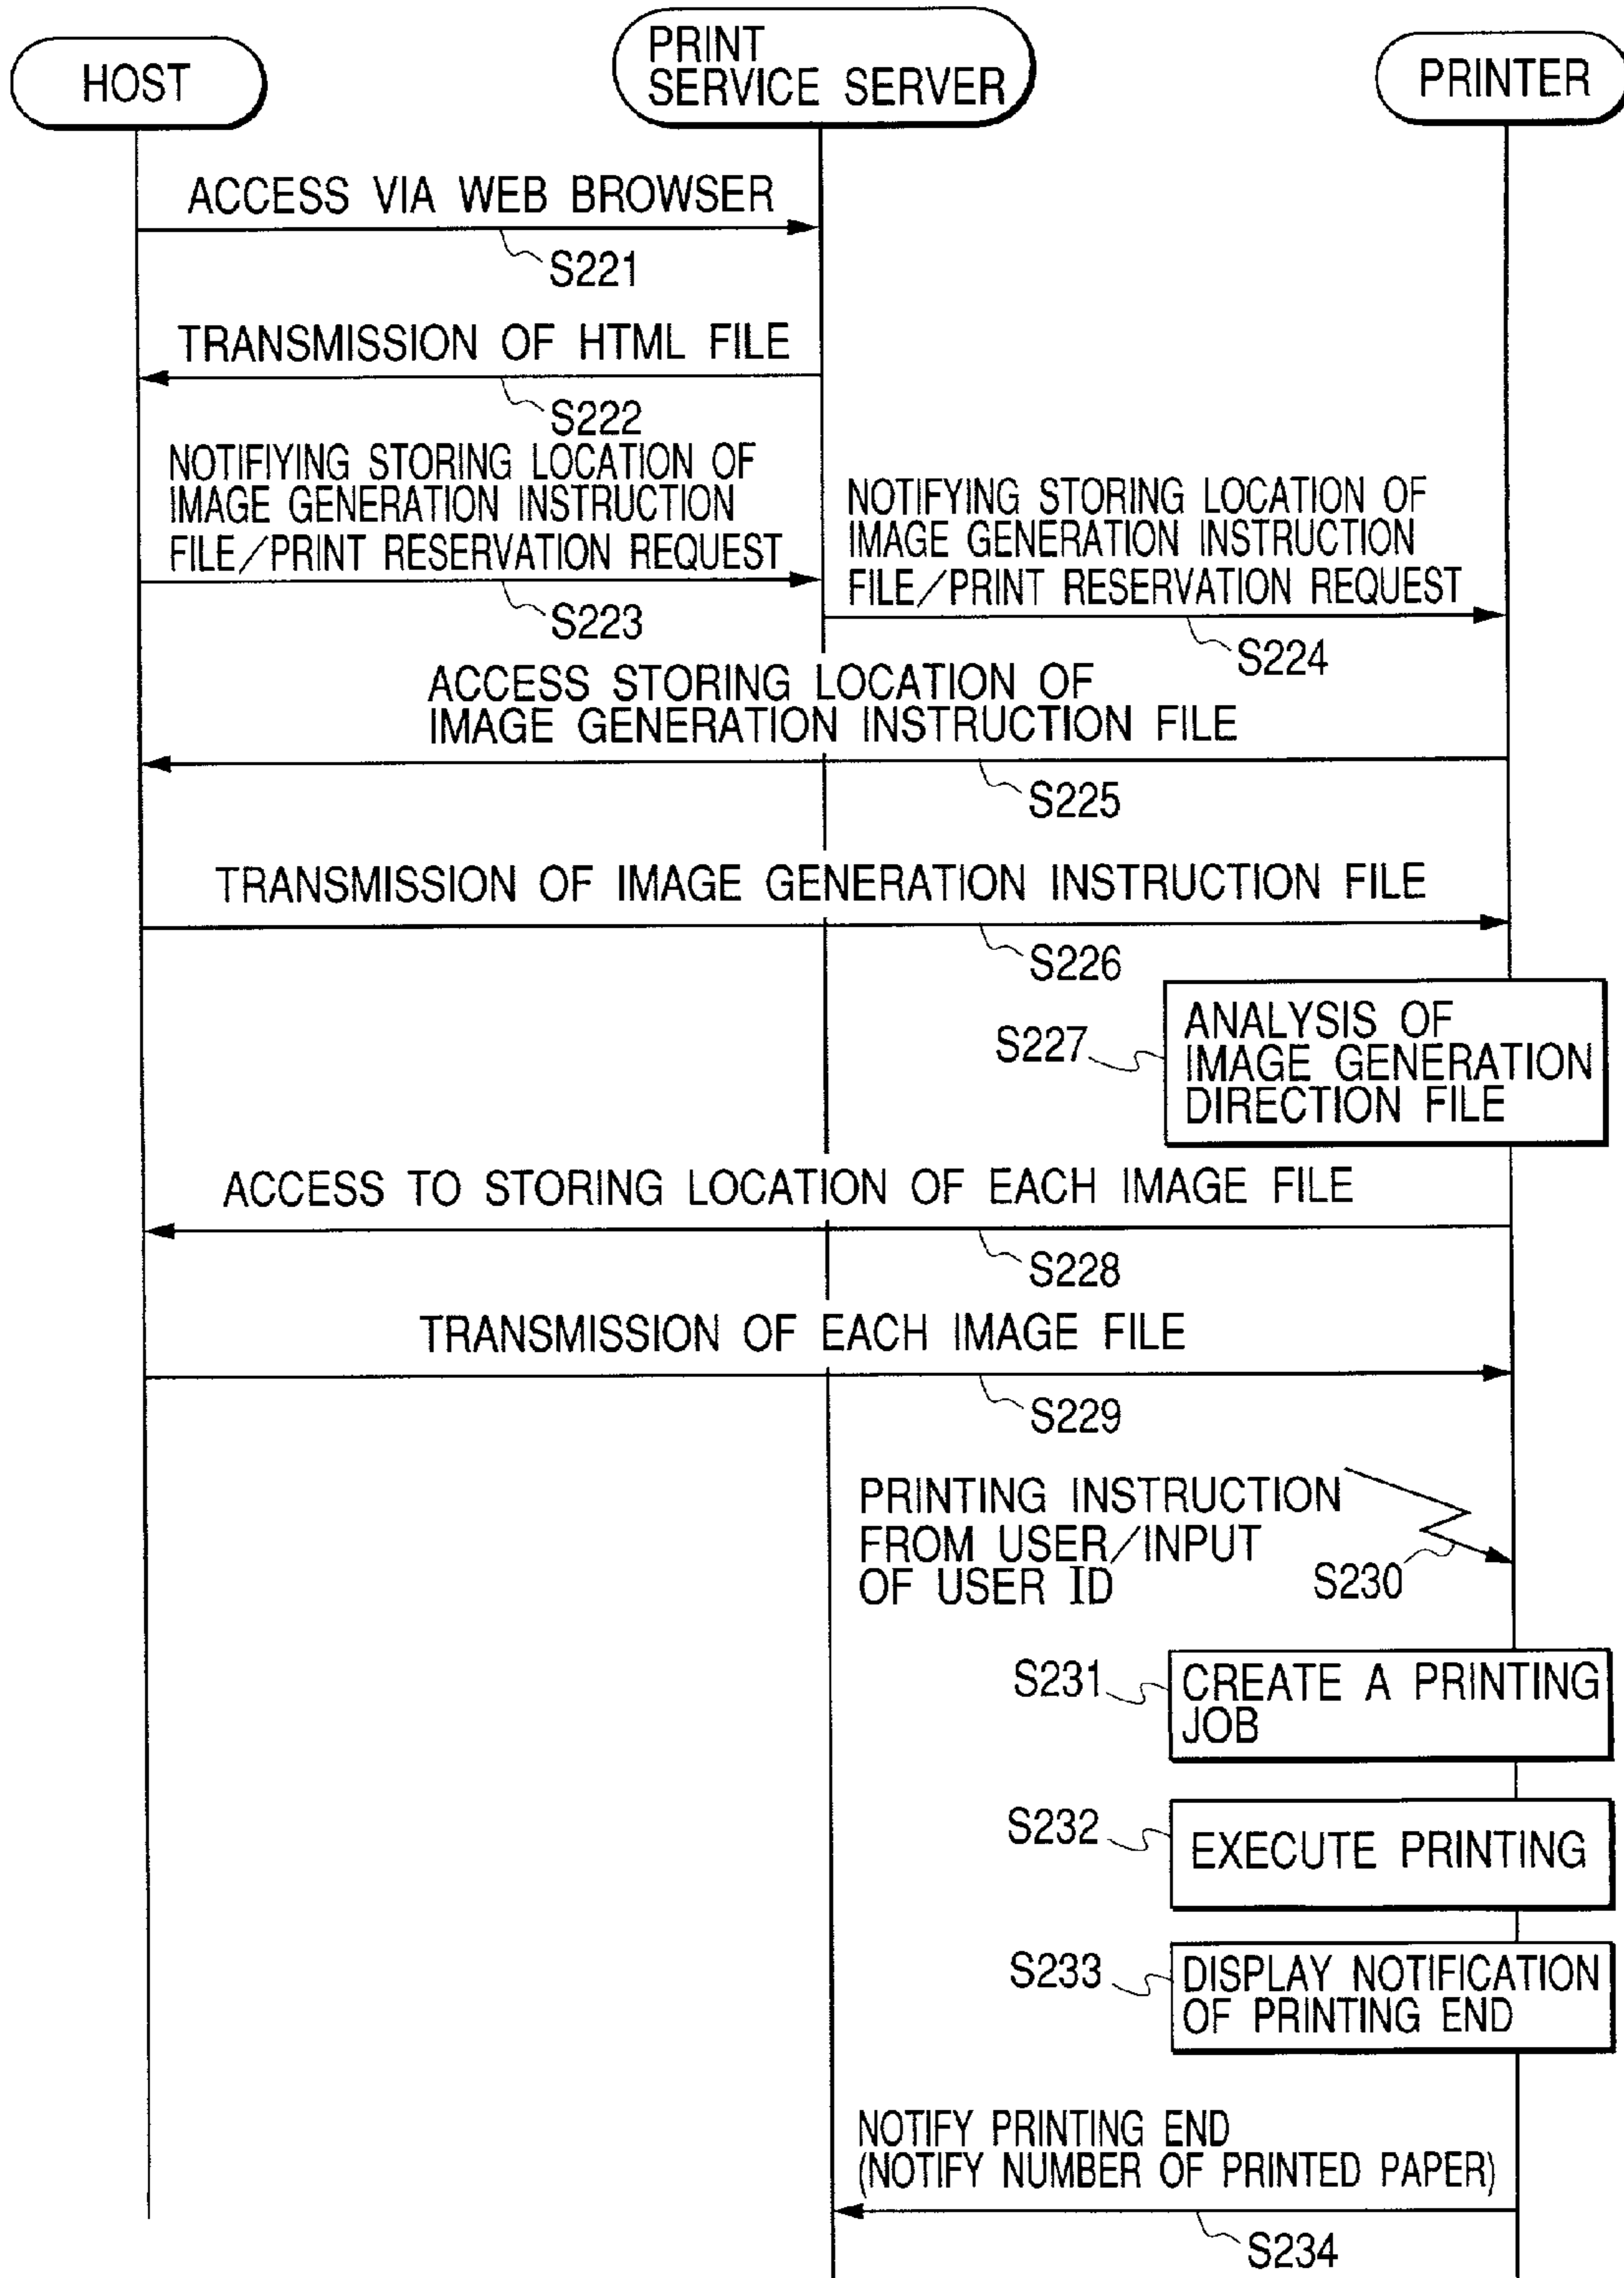 HOST
PRINT
SERVICE SERVER
PRINTER
ACCESS VIA WEB BROWSER
S221
TRANSMISSION OF HTML FILE
S222
NOTIFIYING STORING LOCATION OF
IMAGE GENERATION INSTRUCTION
FILE/PRINT RESERVATION REQUEST
S223
NOTIFYING STORING LOCATION OF
IMAGE GENERATION INSTRUCTION
FILE/PRINT RESERVATION REQUEST
S224
ACCESS STORING LOCATION OF
IMAGE GENERATION INSTRUCTION FILE
S225
TRANSMISSION OF IMAGE GENERATION INSTRUCTION FILE
S226
S227
ANALYSIS OF
IMAGE GENERATION
DIRECTION FILE
ACCESS TO STORING LOCATION OF EACH IMAGE FILE
S228
TRANSMISSION OF EACH IMAGE FILE
S229
PRINTING INSTRUCTION
FROM USER/INPUT
OF USER ID
S230
S231
CREATE A PRINTING
JOB
S232
EXECUTE PRINTING
S233
DISPLAY NOTIFICATION
OF PRINTING END
NOTIFY PRINTING END
(NOTIFY NUMBER OF PRINTED PAPER)
S234